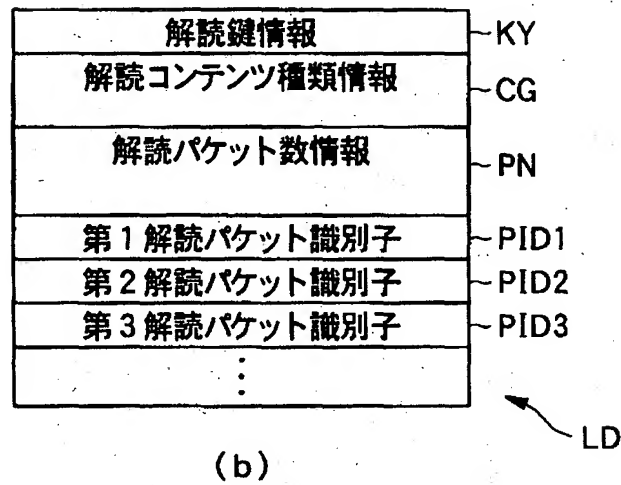 解読鍵情報 ~KY
解読コンテンツ種類情報 ~CG
解読パケット数情報 ~PN
第1解読パケット識別子 ~PID1
第2解読パケット識別子 ~PID2
第3解読パケット識別子 ~PID3
⋮
LD
(b)